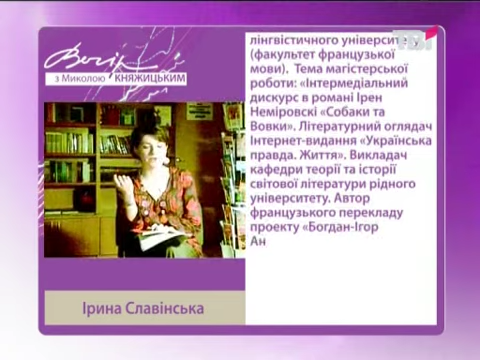 Вечір
з Миколою КНЯЖИЦЬКИМ
ТВі
лінгвістичного університету
(факультет французької
мови). Тема магістерської
роботи: «Інтермедіальний
дискурс в романі Ірен
Неміровскі «Собаки та
Вовки». Літературний оглядач
Інтернет-видання «Українська
правда. Життя». Викладач
кафедри теорії та історії
світової літератури рідного
університету. Автор
французького перекладу
проекту «Богдан-Ігор
Ан
Ірина Славінська